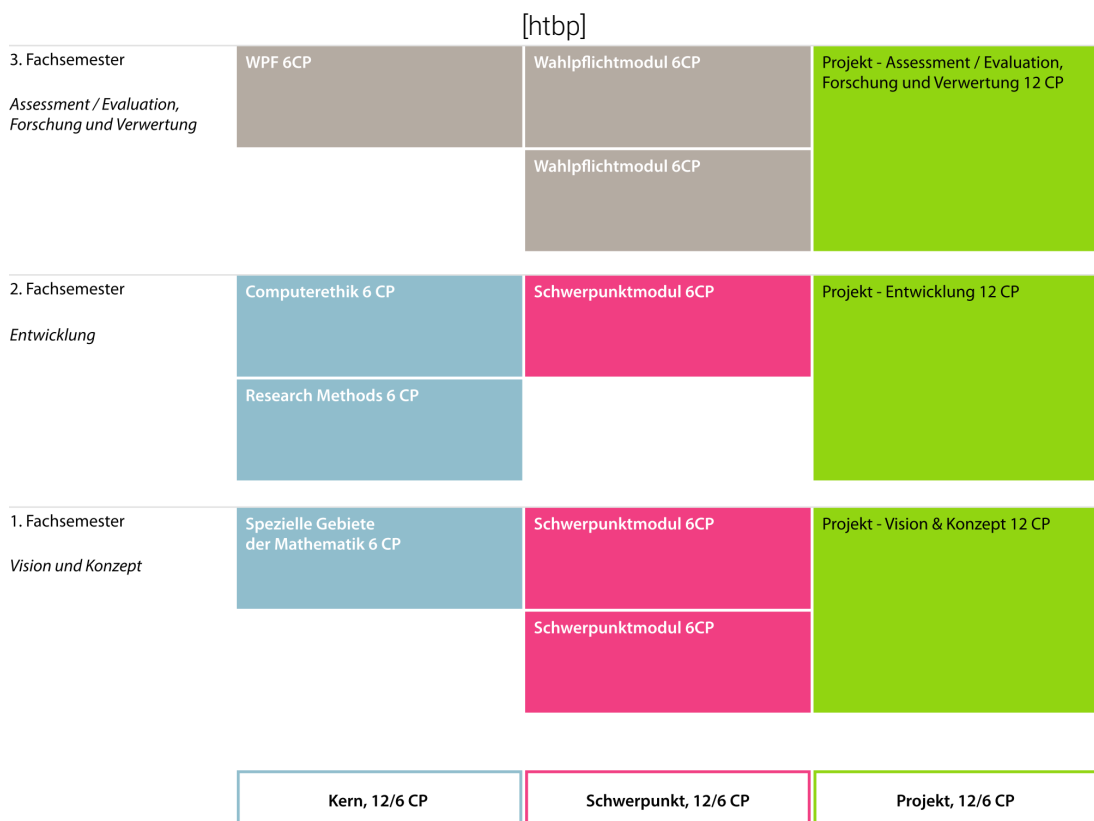 [htbp]
3. Fachsemester
Assessment / Evaluation,
Forschung und Verwertung
WPF 6CP
Wahlpflichtmodul 6CP
Wahlpflichtmodul 6CP
Projekt - Assessment / Evaluation,
Forschung und Verwertung 12 CP
2. Fachsemester
Entwicklung
Computerethik 6 CP
Research Methods 6 CP
Schwerpunktmodul 6CP
Projekt - Entwicklung 12 CP
1. Fachsemester
Vision und Konzept
Spezielle Gebiete
der Mathematik 6 CP
Schwerpunktmodul 6CP
Schwerpunktmodul 6CP
Projekt - Vision & Konzept 12 CP
Kern, 12/6 CP
Schwerpunkt, 12/6 CP
Projekt, 12/6 CP